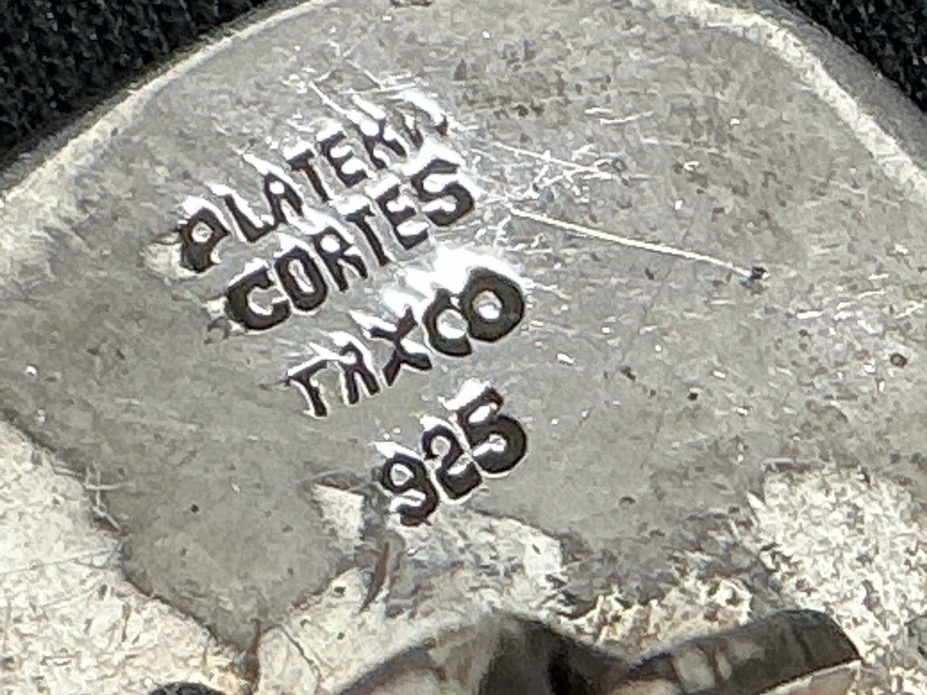 PLATERIA
CORTES
TAXCO
925